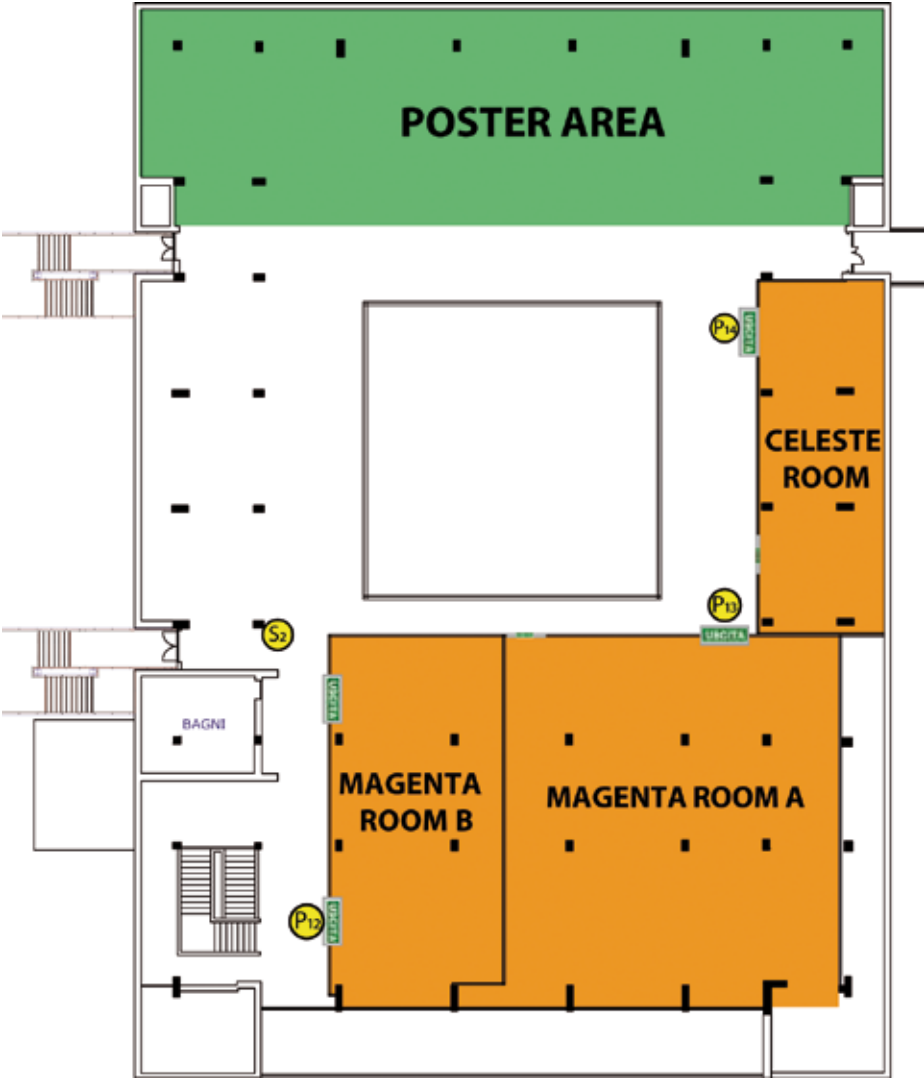 POSTER AREA
P14
USCITA
CELESTE
ROOM
P13
USCITA
S2
USCITA
BAGNI
MAGENTA
ROOM B
MAGENTA ROOM A
P12
USCITA